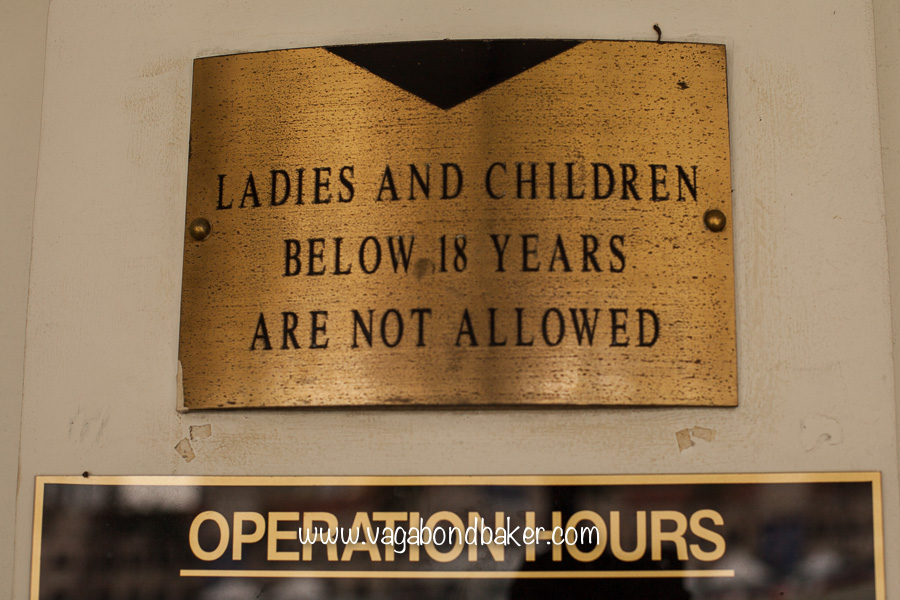 LADIES AND CHILDREN
BELOW 18 YEARS
ARE NOT ALLOWED
OPERATION HOURS
www.vagabondbaker.com